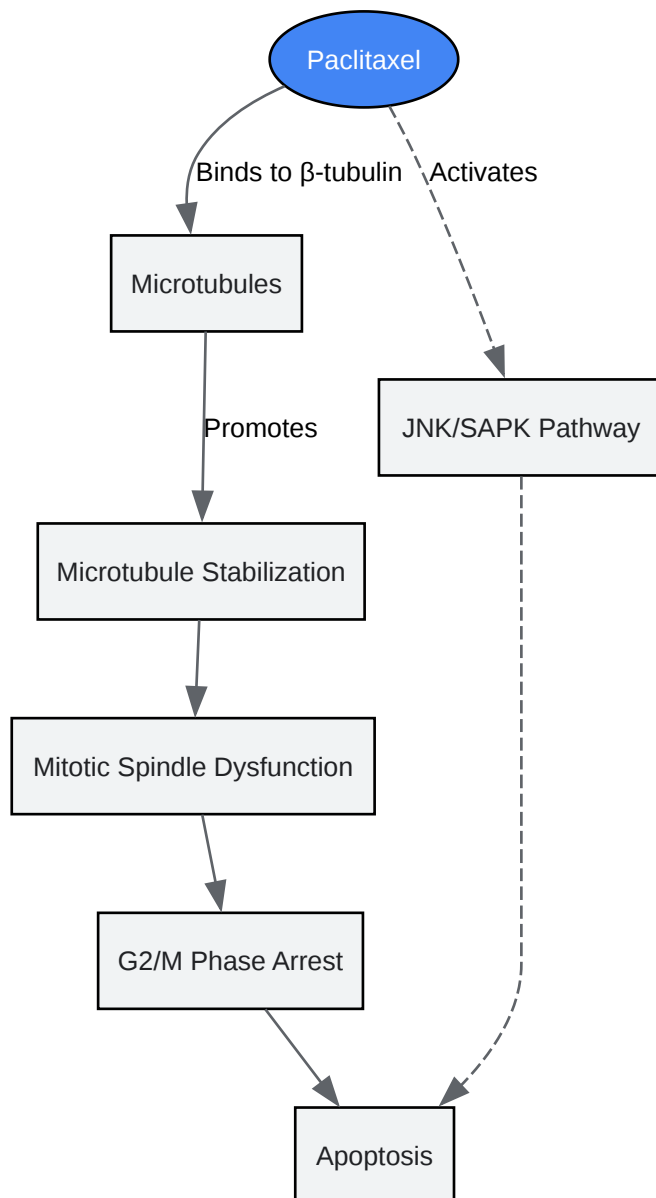 Paclitaxel
Binds to β-tubulin
Activates
Microtubules
JNK/SAPK Pathway
Promotes
Microtubule Stabilization
Mitotic Spindle Dysfunction
G2/M Phase Arrest
Apoptosis